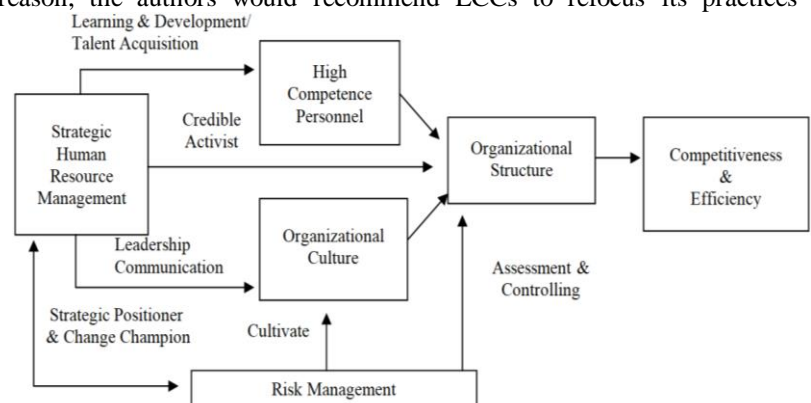 reason, the authors would recommend LCCs to refocus its practices
Learning & Development/
Talent Acquisition
High
Competence
Personnel
Credible
Activist
Strategic
Human
Resource
Management
Organizational
Structure
Competitiveness
&
Efficiency
Leadership
Communication
Organizational
Culture
Assessment &
Controlling
Strategic Positioner
& Change Champion
Cultivate
Risk Management